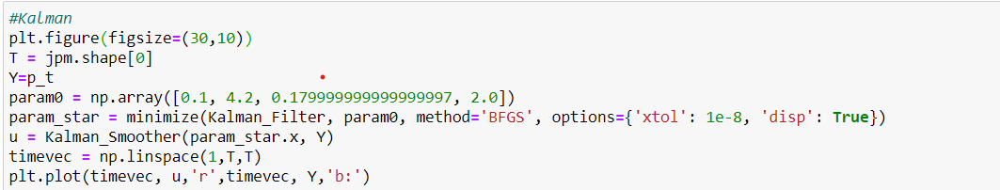 #Kalman
plt.figure(figsize=(30,10))
T = jpm.shape[0]
Y=p_t
param0 = np.array([0.1, 4.2, 0.179999999999999997, 2.0])
param_star = minimize(Kalman_Filter, param0, method='BFGS', options={'xtol': 1e-8, 'disp': True})
u = Kalman_Smoother(param_star.x, Y)
timevec = np.linspace(1,T,T)
plt.plot(timevec, u,'r',timevec, Y,'b:')